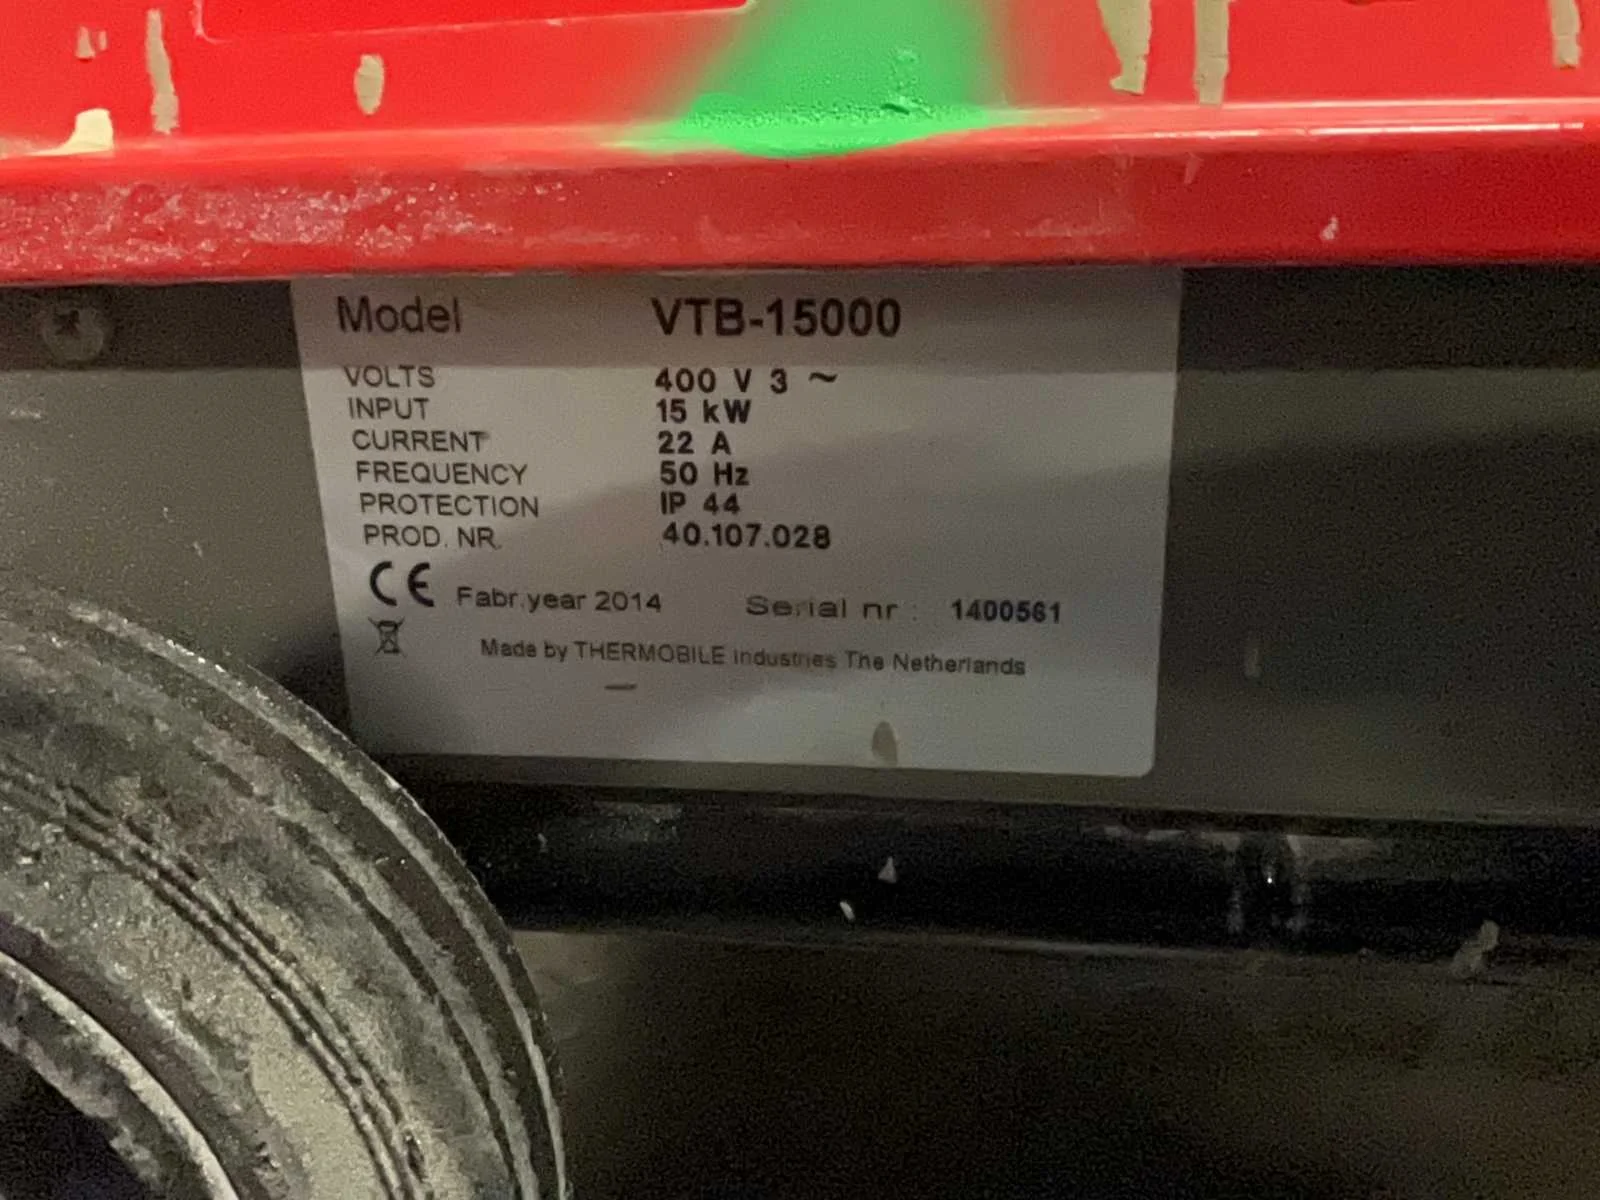 Model VTB-15000
VOLTS 400 V 3 ~
INPUT 15 kW
CURRENT 22 A
FREQUENCY 50 Hz
PROTECTION IP 44
PROD. NR. 40.107.028
CE Fabr.year 2014 Serial nr : 1400561
Made by THERMOBILE Industries The Netherlands